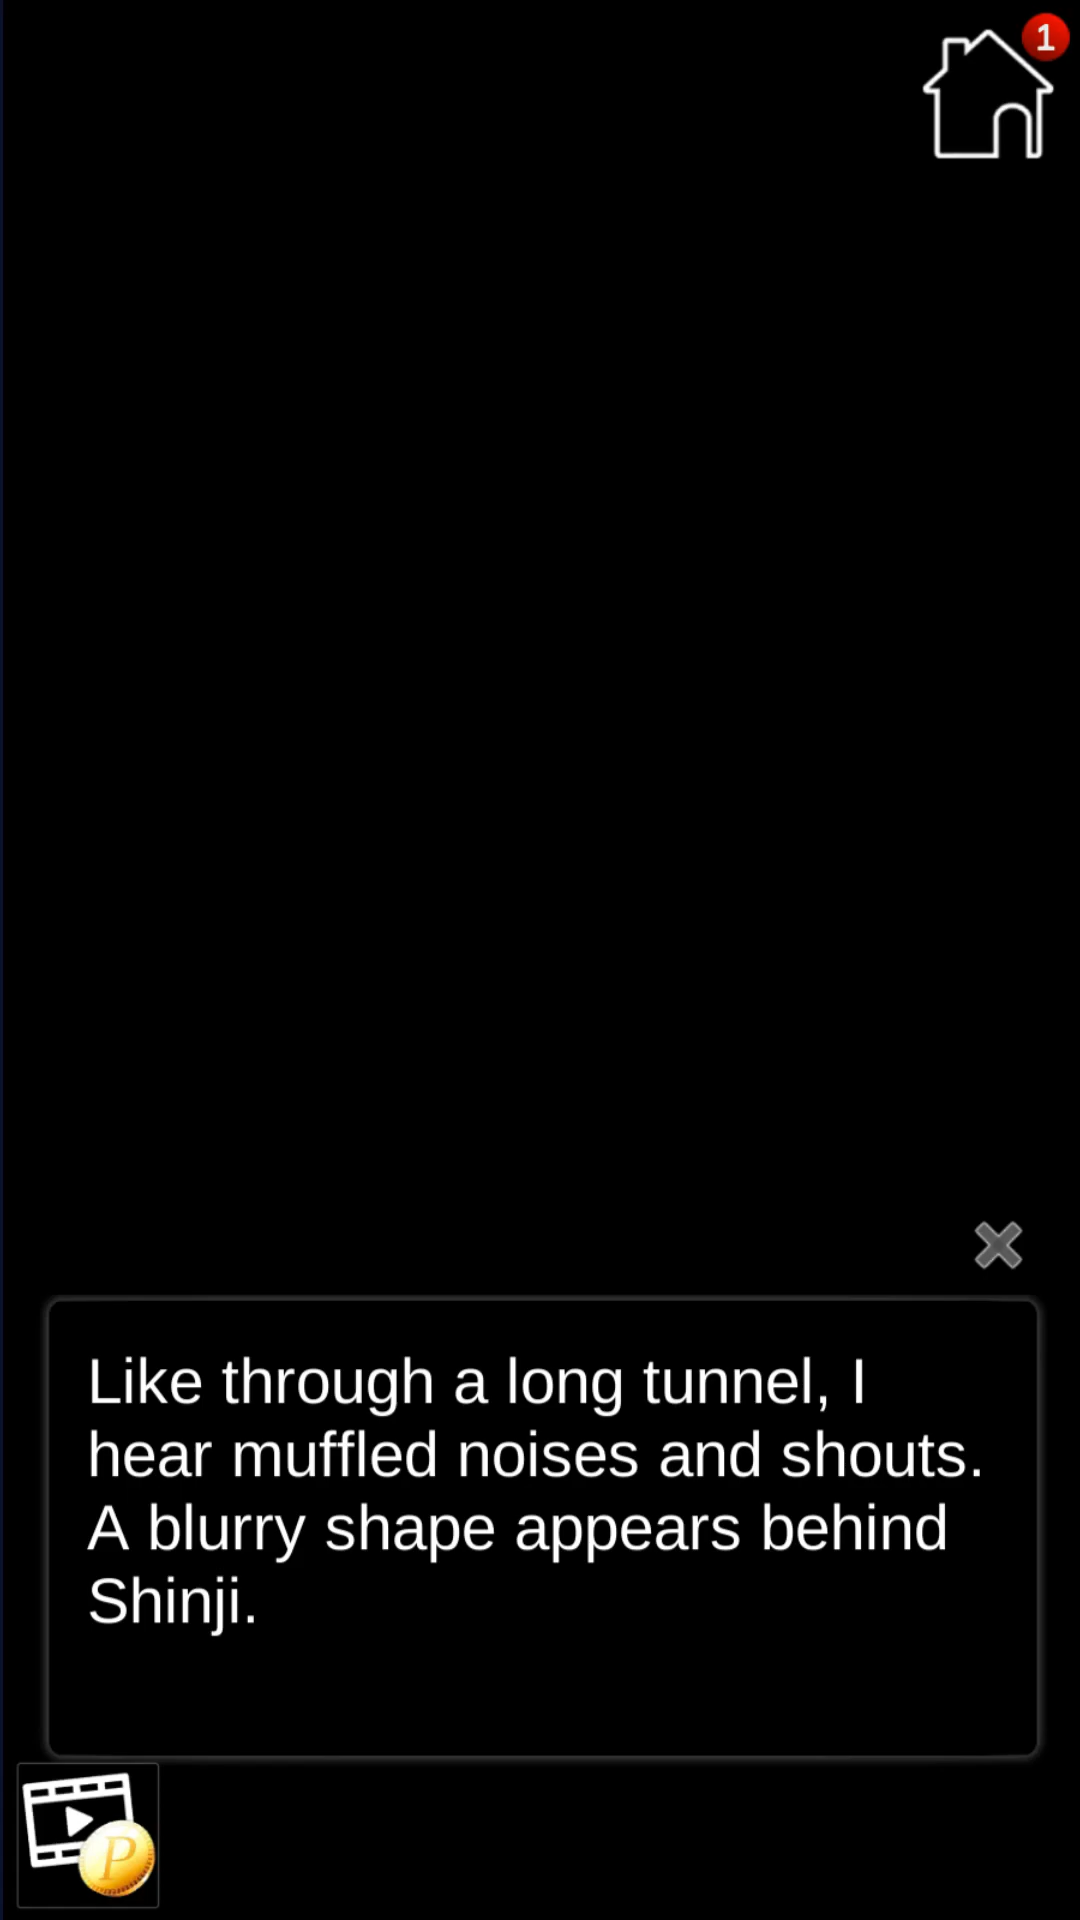 1
Like through a long tunnel, I
hear muffled noises and shouts.
A blurry shape appears behind
Shinji.
P